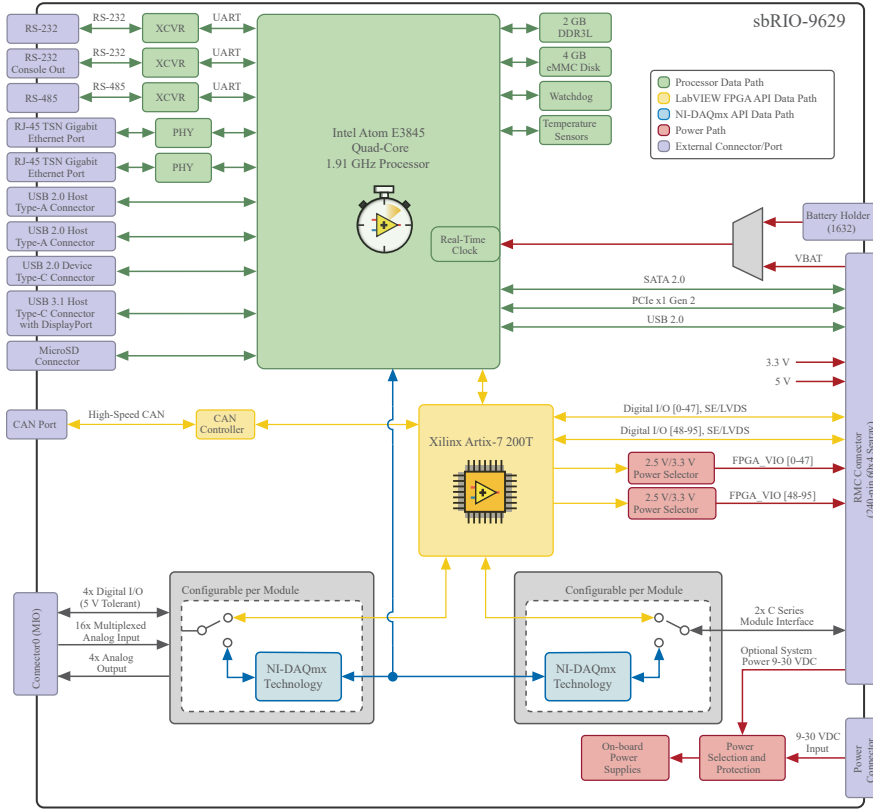 sbRIO-9629
RS-232
RS-232
XCVR
UART
RS-232
Console Out
RS-232
XCVR
UART
RS-485
RS-485
XCVR
UART
RJ-45 TSN Gigabit
Ethernet Port
PHY
RJ-45 TSN Gigabit
Ethernet Port
PHY
USB 2.0 Host
Type-A Connector
USB 2.0 Host
Type-A Connector
USB 2.0 Device
Type-C Connector
USB 3.1 Host
Type-C Connector
with DisplayPort
MicroSD
Connector
Intel Atom E3845
Quad-Core
1.91 GHz Processor
Real-Time
Clock
2 GB
DDR3L
4 GB
eMMC Disk
Watchdog
Temperature
Sensors
Processor Data Path
LabVIEW FPGA API Data Path
NI-DAQmx API Data Path
Power Path
External Connector/Port
Battery Holder
(1632)
VBAT
SATA 2.0
PCIe x1 Gen 2
USB 2.0
3.3 V
5 V
CAN Port
High-Speed CAN
CAN
Controller
Xilinx Artix-7 200T
Digital I/O [0-47], SE/LVDS
Digital I/O [48-95], SE/LVDS
2.5 V/3.3 V
Power Selector
FPGA_VIO [0-47]
2.5 V/3.3 V
Power Selector
FPGA_VIO [48-95]
RMC Connector
(240-pin 60x4 Searay)
Connector0 (MIO)
4x Digital I/O
(5 V Tolerant)
16x Multiplexed
Analog Input
4x Analog
Output
Configurable per Module
NI-DAQmx
Technology
Configurable per Module
NI-DAQmx
Technology
2x C Series
Module Interface
Optional System
Power 9-30 VDC
On-board
Power
Supplies
Power
Selection and
Protection
9-30 VDC
Input
Power
Connector